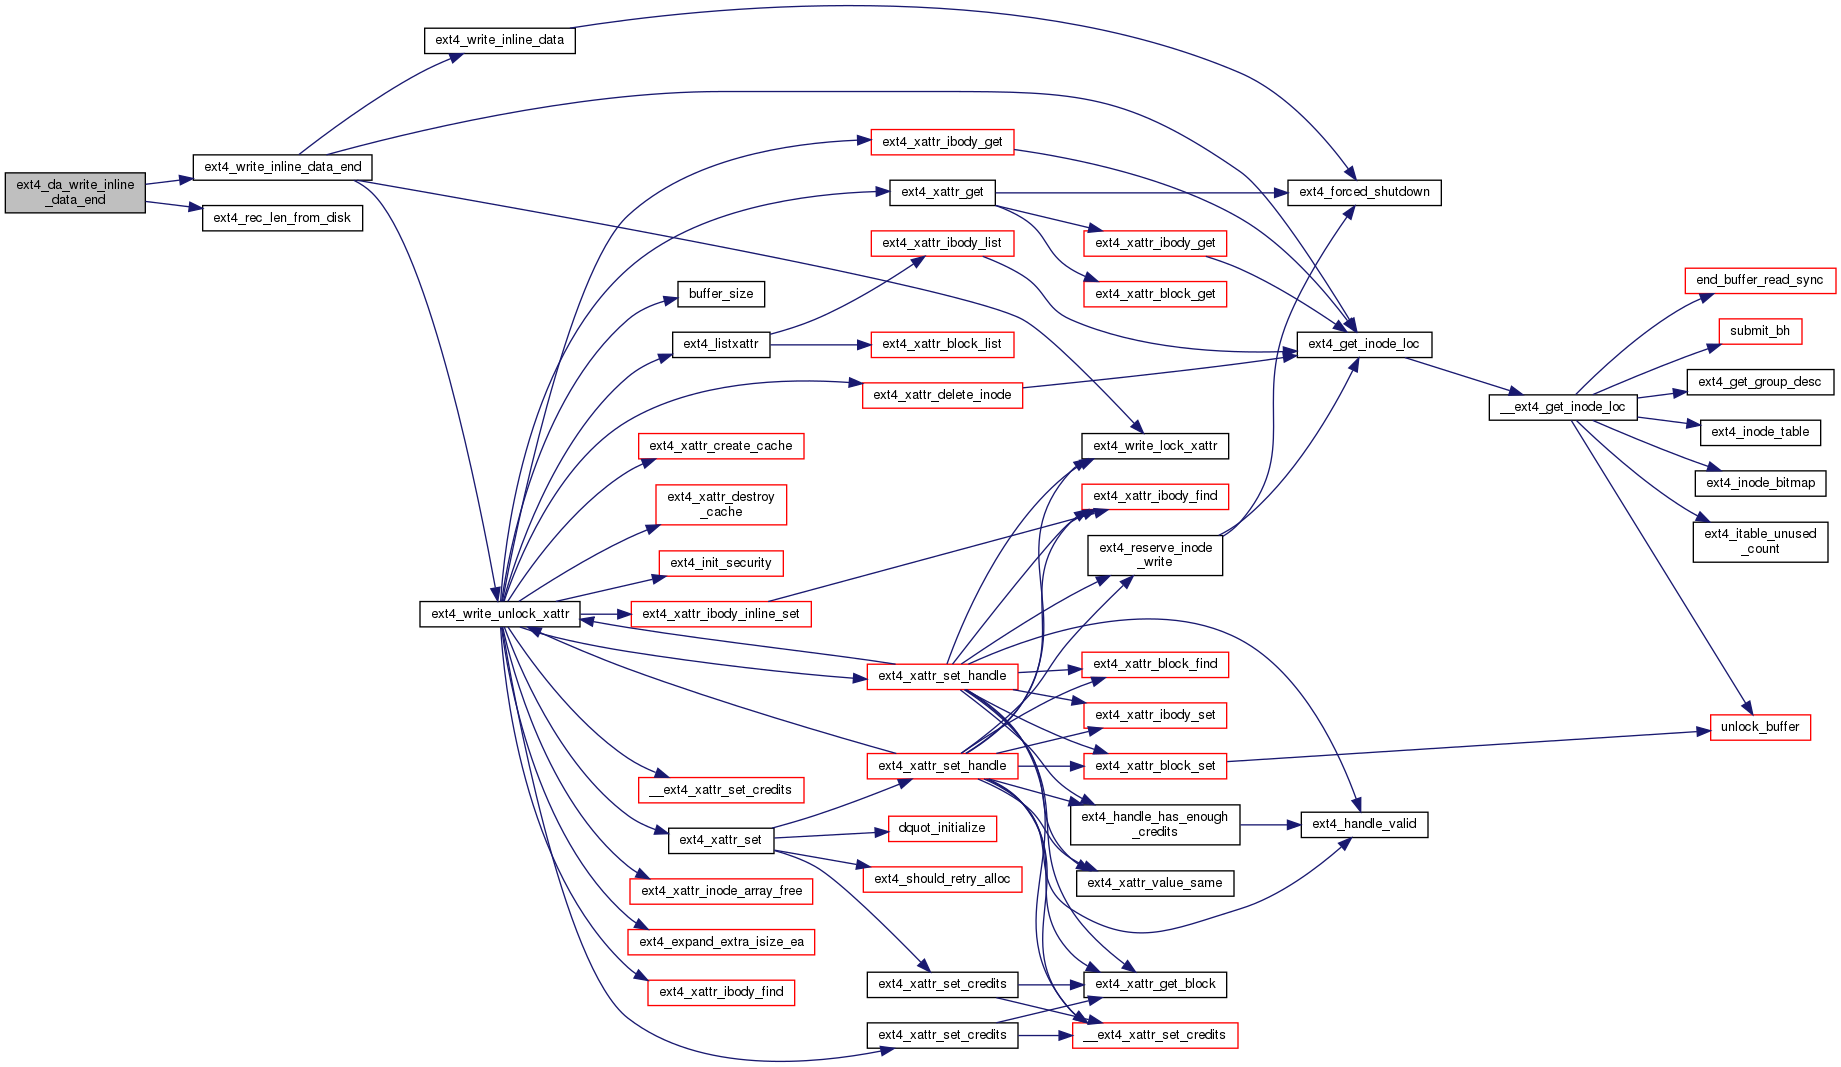 ext4_da_write_inline
_data_end
ext4_write_inline_data_end
ext4_rec_len_from_disk
ext4_write_inline_data
ext4_write_unlock_xattr
buffer_size
ext4_listxattr
ext4_xattr_create_cache
ext4_xattr_destroy
_cache
ext4_init_security
ext4_xattr_ibody_inline_set
__ext4_xattr_set_credits
ext4_xattr_set
ext4_xattr_inode_array_free
ext4_expand_extra_isize_ea
ext4_xattr_ibody_find
ext4_xattr_ibody_get
ext4_xattr_get
ext4_xattr_ibody_list
ext4_xattr_block_list
ext4_xattr_delete_inode
ext4_xattr_set_handle
ext4_xattr_set_handle
dquot_initialize
ext4_should_retry_alloc
ext4_xattr_set_credits
ext4_xattr_set_credits
ext4_xattr_ibody_get
ext4_xattr_block_get
ext4_write_lock_xattr
ext4_xattr_ibody_find
ext4_reserve_inode
_write
ext4_xattr_block_find
ext4_xattr_ibody_set
ext4_xattr_block_set
ext4_handle_has_enough
_credits
ext4_xattr_value_same
ext4_xattr_get_block
__ext4_xattr_set_credits
ext4_forced_shutdown
ext4_get_inode_loc
ext4_handle_valid
__ext4_get_inode_loc
end_buffer_read_sync
submit_bh
ext4_get_group_desc
ext4_inode_table
ext4_inode_bitmap
ext4_itable_unused
_count
unlock_buffer